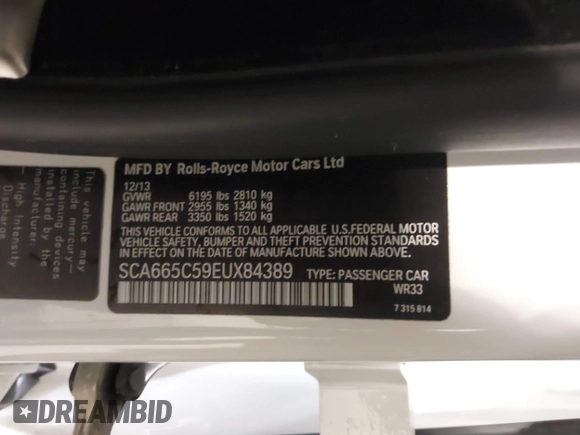 MFD BY Rolls-Royce Motor Cars Ltd
12/13
GVWR 6195 lbs 2810 kg
GAWR FRONT 2955 lbs 1340 kg
GAWR REAR 3350 lbs 1520 kg
THIS VEHICLE CONFORMS TO ALL APPLICABLE U.S.FEDERAL MOTOR
VEHICLE SAFETY, BUMPER AND THEFT PREVENTION STANDARDS
IN EFFECT ON THE DATE OF MANUFACTURE SHOWN ABOVE.
SCA665C59EUX84389 TYPE: PASSENGER CAR
WR33
7 315 814
This vehicle may
include mercury-
containing devices
installed by the
manufacturer:
- High Intensity
Discharge
DREAMBID